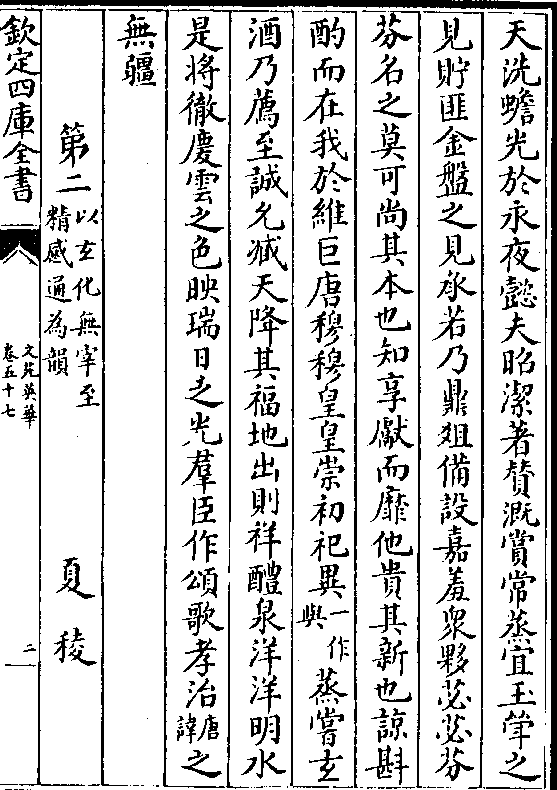 天洗蟾光於永夜懿夫昭潔著贊溉賞常烝宜玉斝之
見貯匪金盤之見承若乃鼎俎備設嘉羞衆夥苾苾芬
芬名之莫可尚其本也知享獻而靡他貴其新也諒斟
酌而在我於維巨唐穆穆皇皇崇初祀異一作與蒸嘗玄
酒乃薦至誠允臧天降其福地出則祥醴泉洋洋明水
是將徹慶雲之色映瑞日之光羣臣作頌歌孝治唐諱之
無疆
第二以玄化無宰至精感通為韻 夏稜
欽定四庫全書 文苑英華 卷五十七 二